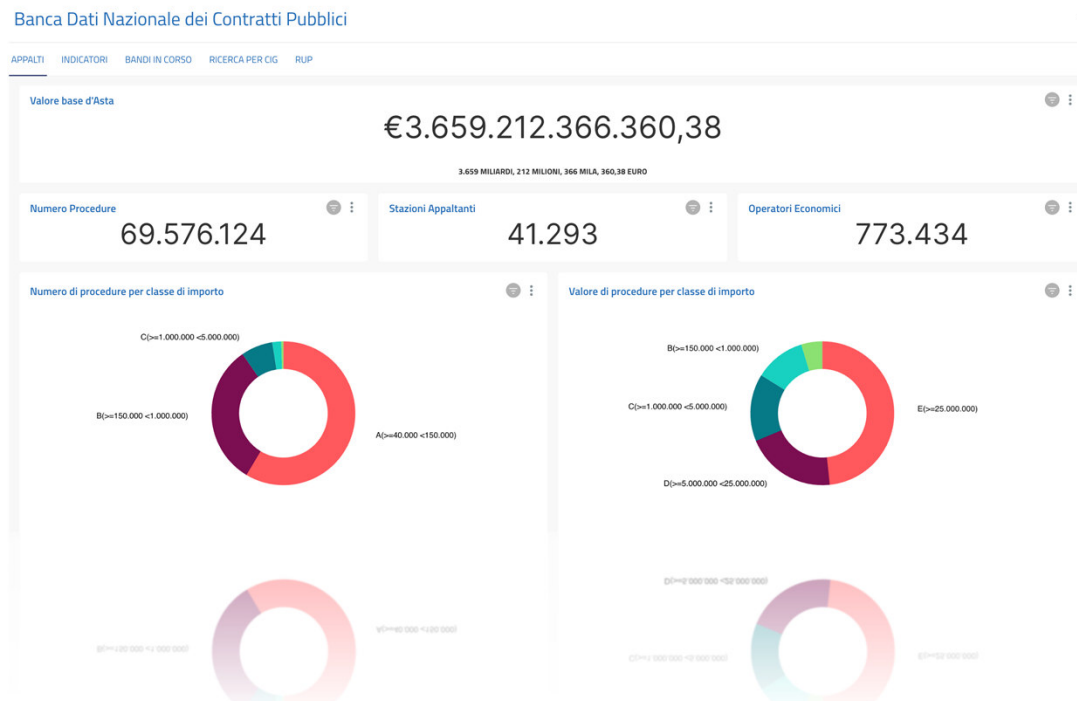 Banca Dati Nazionale dei Contratti Pubblici
APPALTI INDICATORI BANDI IN CORSO RICERCA PER CIG RUP
Valore base d'Asta
€3.659.212.366.360,38
3.659 MILIARDI, 212 MILIONI, 366 MILA, 360,38 EURO
Numero Procedure
69.576.124
Stazioni Appaltanti
41.293
Operatori Economici
773.434
Numero di procedure per classe di importo
C(>=1.000.000 <5.000.000)
B(>=150.000 <1.000.000)
A(>=40.000 <150.000)
Valore di procedure per classe di importo
B(>=150.000 <1.000.000)
C(>=1.000.000 <5.000.000)
E(>=25.000.000)
D(>=5.000.000 <25.000.000)